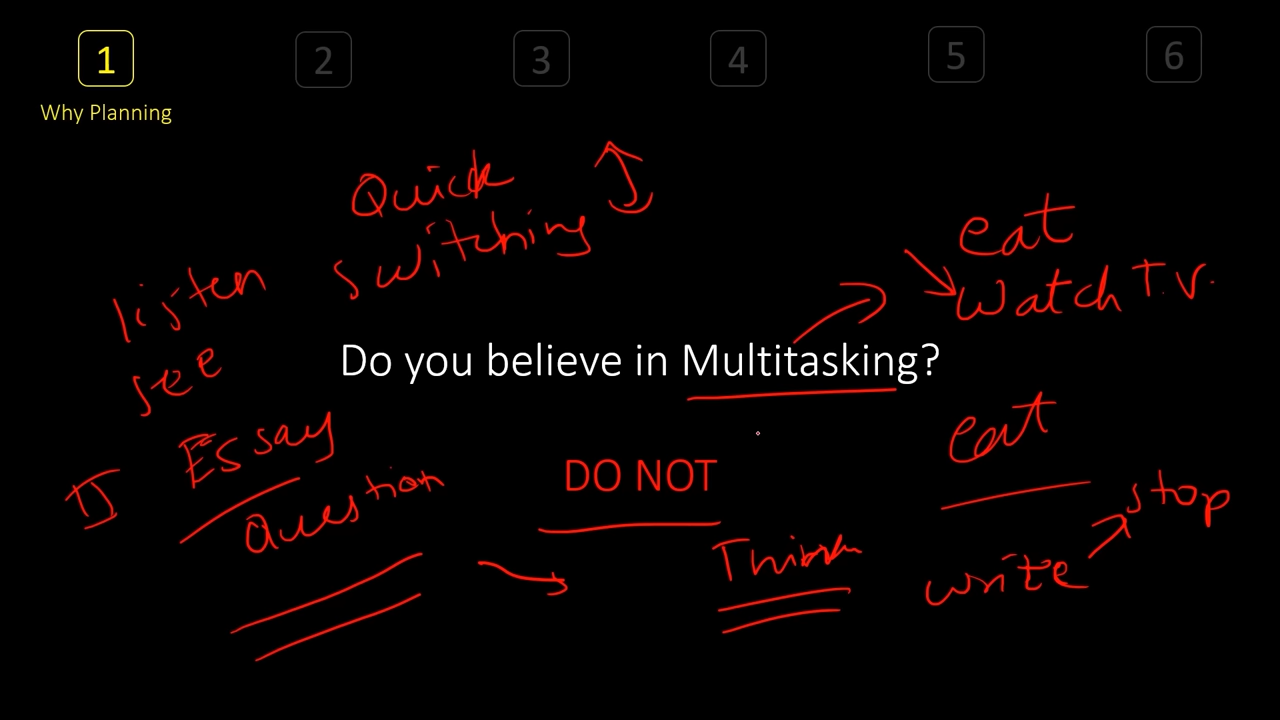 1 2 3 4 5 6
Why Planning
Quick
switching
listen
see
eat
Watch T.V.
Do you believe in Multitasking?
II Essay
Question
DO NOT
Think
eat
write
stop